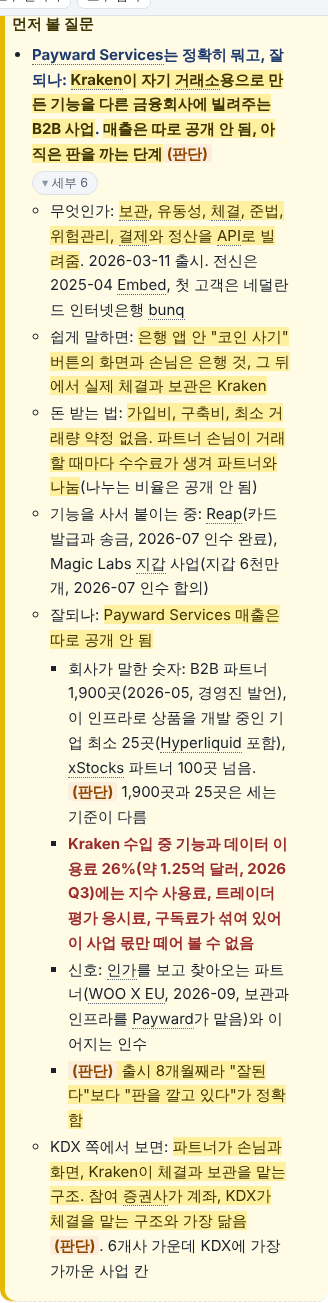 먼저 볼 질문
• Payward Services는 정확히 뭐고, 잘
되나: Kraken이 자기 거래소용으로 만
든 기능을 다른 금융회사에 빌려주는
B2B 사업. 매출은 따로 공개 안 됨, 아
직은 판을 까는 단계 (판단)
▾ 세부 6
◦ 무엇인가: 보관, 유동성, 체결, 준법,
위험관리, 결제와 정산을 API로 빌
려줌. 2026-03-11 출시. 전신은
2025-04 Embed, 첫 고객은 네덜란
드 인터넷은행 bunq
◦ 쉽게 말하면: 은행 앱 안 "코인 사기"
버튼의 화면과 손님은 은행 것, 그 뒤
에서 실제 체결과 보관은 Kraken
◦ 돈 받는 법: 가입비, 구축비, 최소 거
래량 약정 없음. 파트너 손님이 거래
할 때마다 수수료가 생겨 파트너와
나눔(나누는 비율은 공개 안 됨)
◦ 기능을 사서 붙이는 중: Reap(카드
발급과 송금, 2026-07 인수 완료),
Magic Labs 지갑 사업(지갑 6천만
개, 2026-07 인수 합의)
◦ 잘되나: Payward Services 매출은
따로 공개 안 됨
▪ 회사가 말한 숫자: B2B 파트너
1,900곳(2026-05, 경영진 발언),
이 인프라로 상품을 개발 중인 기
업 최소 25곳(Hyperliquid 포함),
xStocks 파트너 100곳 넘음.
(판단) 1,900곳과 25곳은 세는
기준이 다름
▪ Kraken 수입 중 기능과 데이터 이
용료 26%(약 1.25억 달러, 2026
Q3)에는 지수 사용료, 트레이더
평가 응시료, 구독료가 섞여 있어
이 사업 몫만 떼어 볼 수 없음
▪ 신호: 인가를 보고 찾아오는 파트
너(WOO X EU, 2026-09, 보관과
인프라를 Payward가 맡음)와 이
어지는 인수
▪ (판단) 출시 8개월째라 "잘된
다"보다 "판을 깔고 있다"가 정확
함
◦ KDX 쪽에서 보면: 파트너가 손님과
화면, Kraken이 체결과 보관을 맡는
구조. 참여 증권사가 계좌, KDX가
체결을 맡는 구조와 가장 닮음
(판단). 6개사 가운데 KDX에 가장
가까운 사업 칸